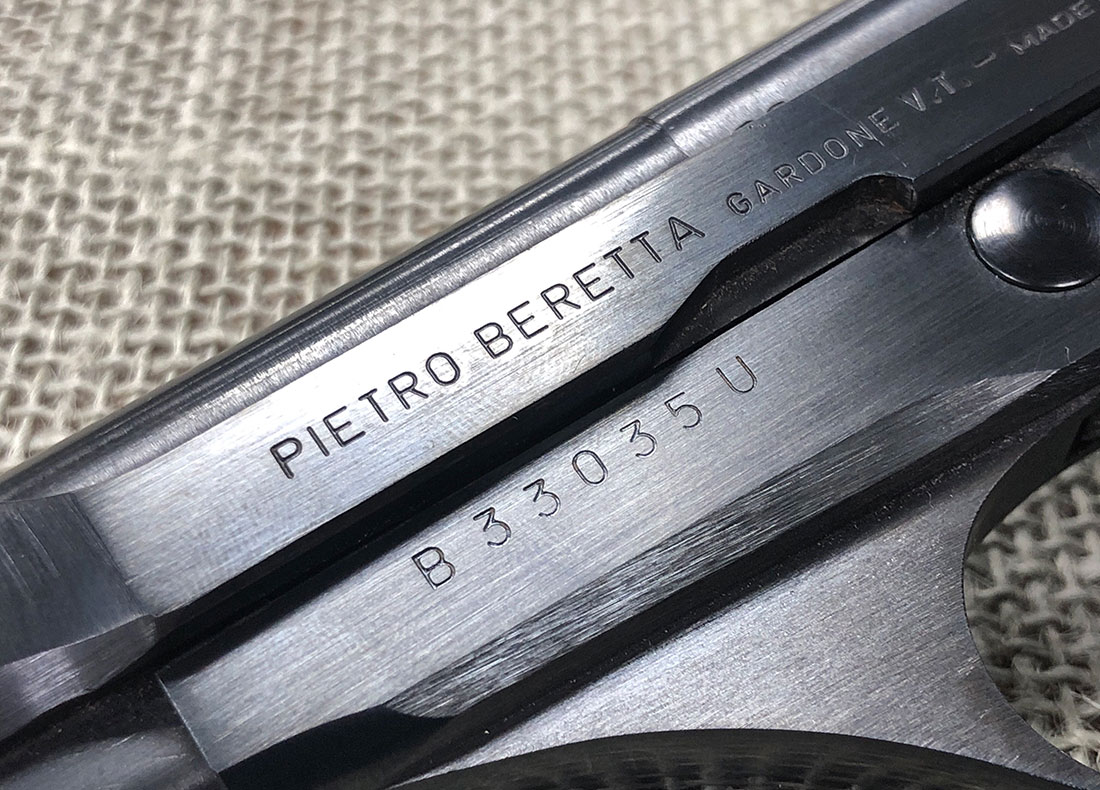 PIETRO BERETTA GARDONE V.T. - MADE
B 33035 U